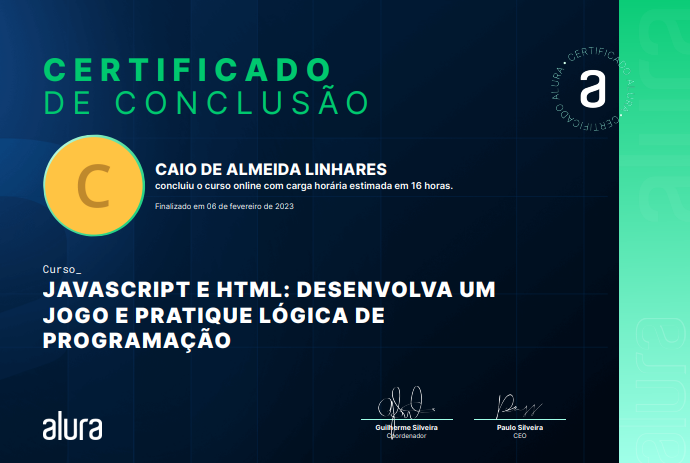 CERTIFICADO
DE CONCLUSÃO
CERTIFICADO ALURA • CERTIFICADO
a
C
CAIO DE ALMEIDA LINHARES
concluiu o curso online com carga horária estimada em 16 horas.
Finalizado em 06 de fevereiro de 2023
Curso_
JAVASCRIPT E HTML: DESENVOLVA UM
JOGO E PRATIQUE LÓGICA DE
PROGRAMAÇÃO
alura
Guilherme Silveira
Coordenador
Paulo Silveira
CEO